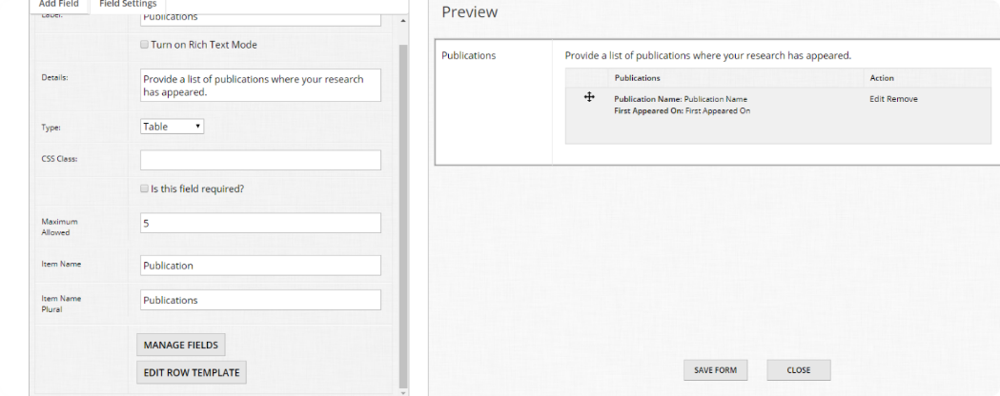 Add Field Field Settings
Label: Publications
Turn on Rich Text Mode
Details: Provide a list of publications where your research
has appeared.
Type: Table
CSS Class:
Is this field required?
Maximum
Allowed
5
Item Name Publication
Item Name
Plural
Publications
MANAGE FIELDS
EDIT ROW TEMPLATE
Preview
Publications Provide a list of publications where your research has appeared.
Publications Action
Publication Name: Publication Name Edit Remove
First Appeared On: First Appeared On
SAVE FORM CLOSE